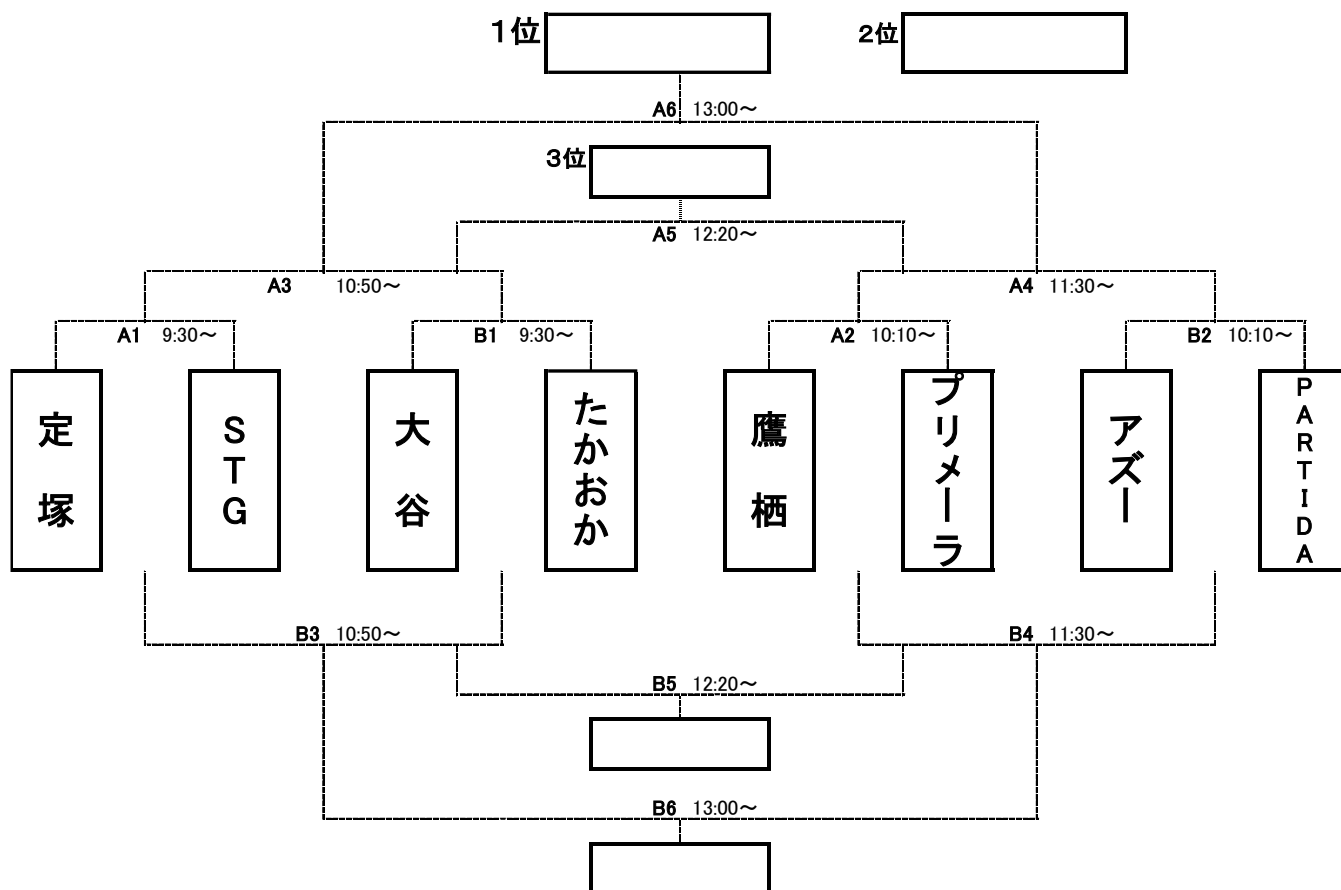 1位
2位
A6 13:00～
3位
A5 12:20～
A3 10:50～
A4 11:30～
A1 9:30～
B1 9:30～
A2 10:10～
B2 10:10～
定塚
STG
大谷
たかおか
鷹栖
プリメーラ
アズー
PARTIDA
B3 10:50～
B4 11:30～
B5 12:20～
B6 13:00～